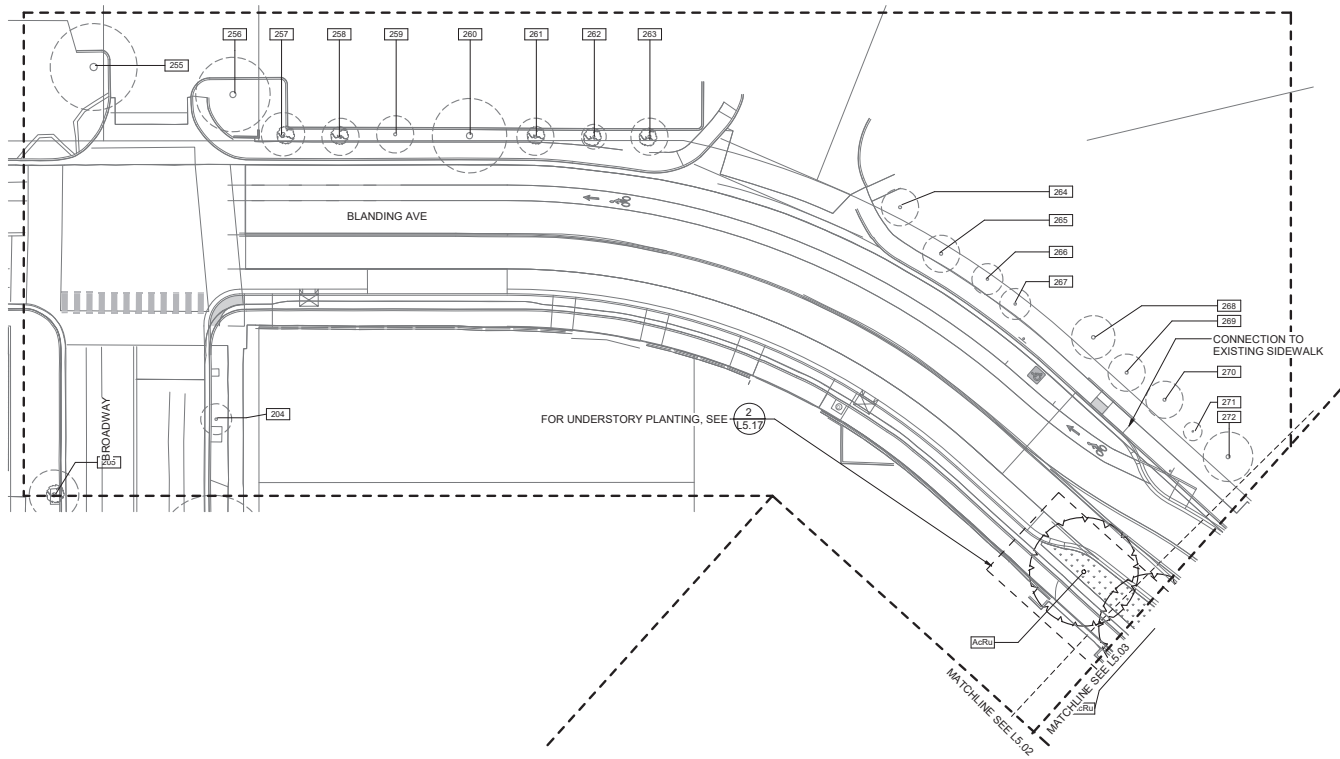 255
256
257
258
259
260
261
262
263
BLANDING AVE
264
265
266
267
268
269
CONNECTION TO
EXISTING SIDEWALK
270
271
272
204
BROADWAY
205
FOR UNDERSTORY PLANTING, SEE
2
L5.17
AcRu
MATCHLINE SEE L5.02
MATCHLINE SEE L5.03